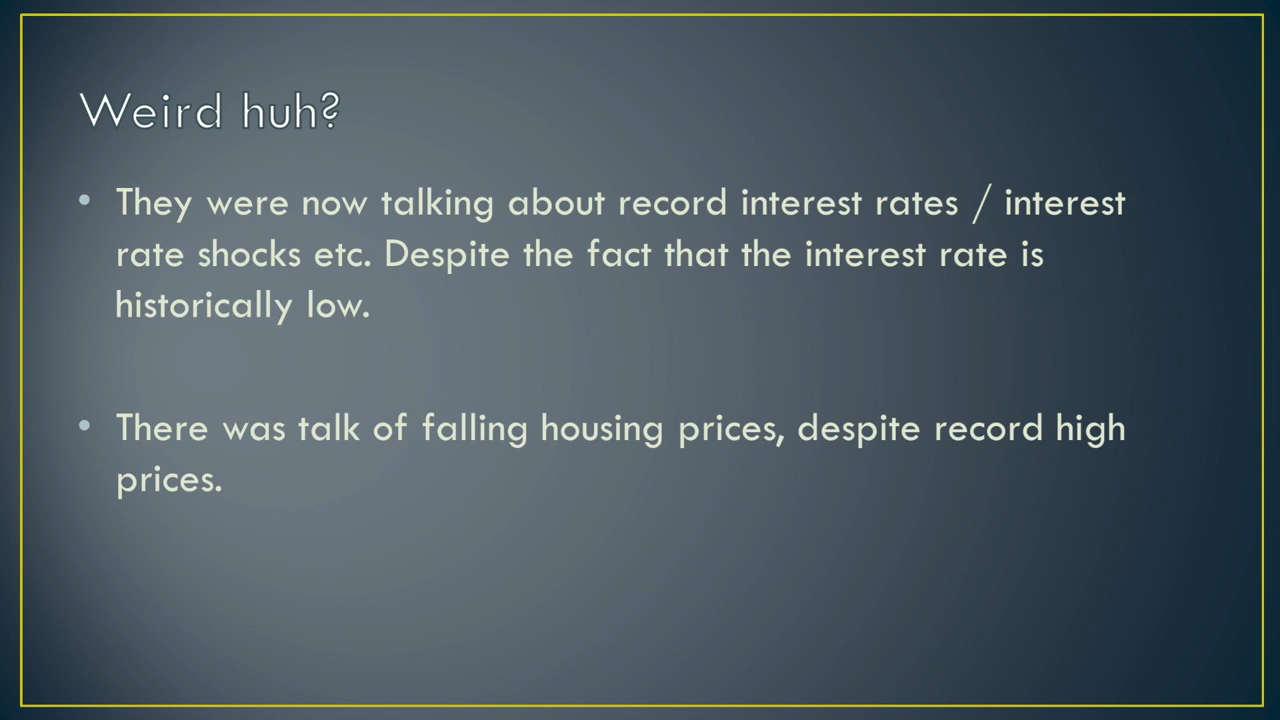 Weird huh?
• They were now talking about record interest rates / interest
rate shocks etc. Despite the fact that the interest rate is
historically low.
• There was talk of falling housing prices, despite record high
prices.